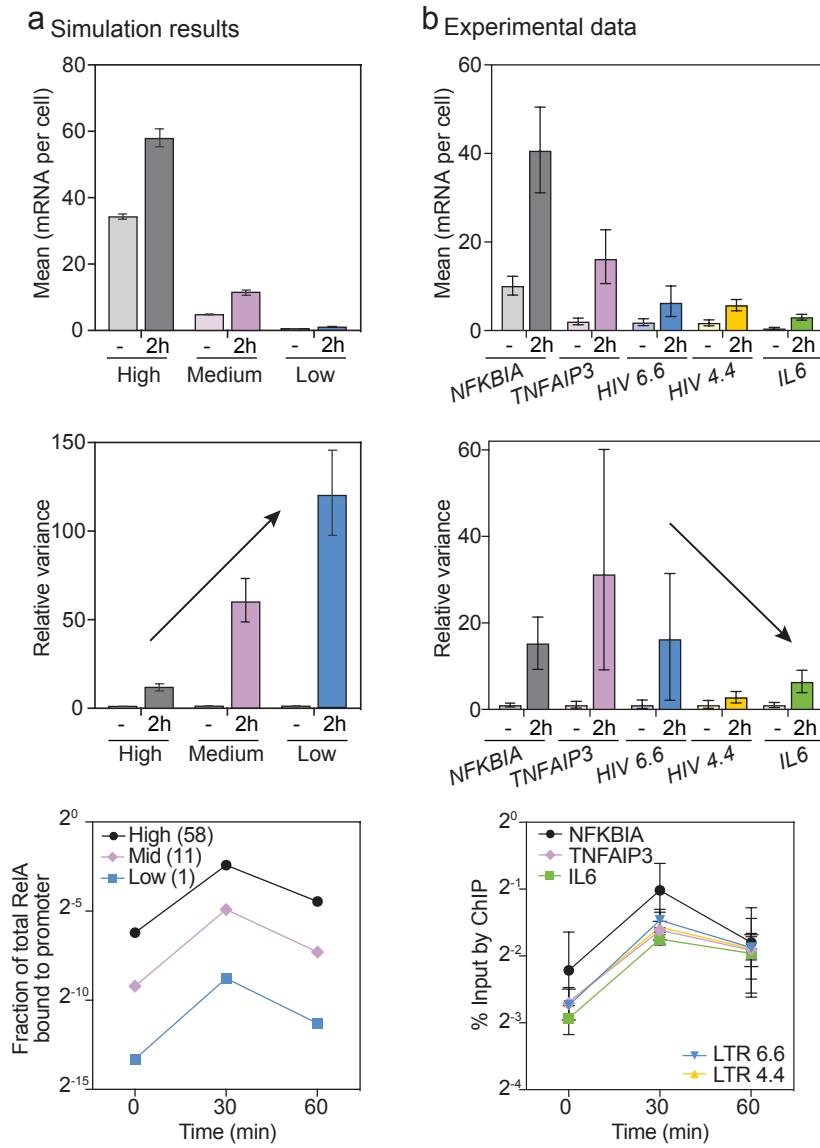 a Simulation results
80
60
40
20
0
Mean (mRNA per cell)
- 2h - 2h - 2h
High Medium Low
150
100
50
0
Relative variance
- 2h - 2h - 2h
High Medium Low
2^0
2^-5
2^-10
2^-15
Fraction of total RelA
bound to promoter
High (58)
Mid (11)
Low (1)
0 30 60
Time (min)
b Experimental data
60
40
20
0
Mean (mRNA per cell)
- 2h - 2h - 2h - 2h - 2h
NFKBIA TNFAIP3 HIV 6.6 HIV 4.4 IL6
60
40
20
0
Relative variance
- 2h - 2h - 2h - 2h - 2h
NFKBIA TNFAIP3 HIV 6.6 HIV 4.4 IL6
2^0
2^-1
2^-2
2^-3
2^-4
% Input by ChIP
NFKBIA
TNFAIP3
IL6
LTR 6.6
LTR 4.4
0 30 60
Time (min)